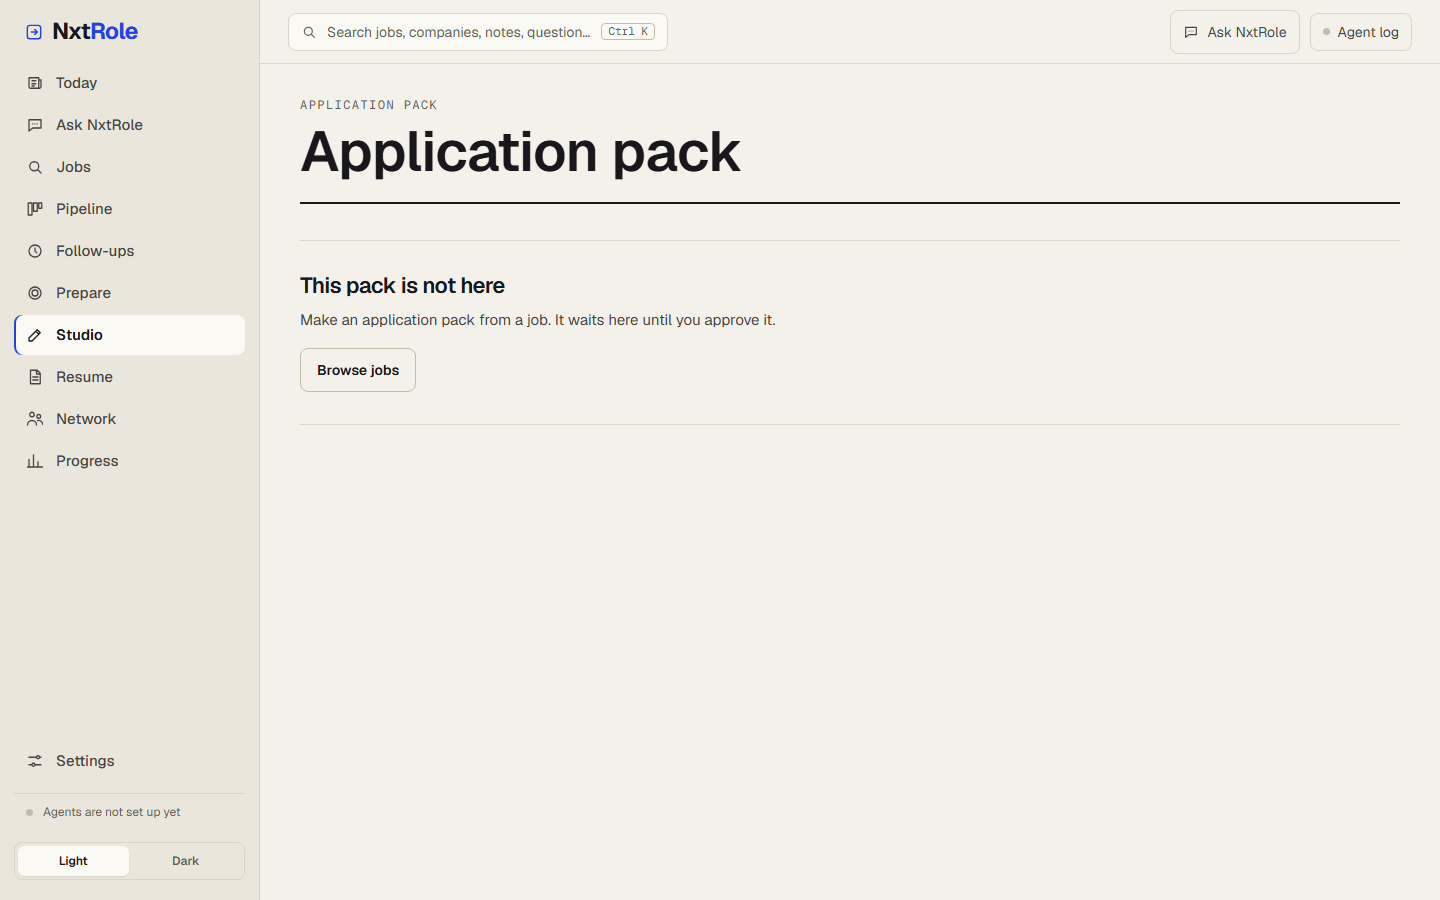 NxtRole
Search jobs, companies, notes, question...
Ctrl K
Ask NxtRole
Agent log
Today
Ask NxtRole
Jobs
Pipeline
Follow-ups
Prepare
Studio
Resume
Network
Progress
Settings
Agents are not set up yet
Light
Dark
APPLICATION PACK
Application pack
This pack is not here
Make an application pack from a job. It waits here until you approve it.
Browse jobs